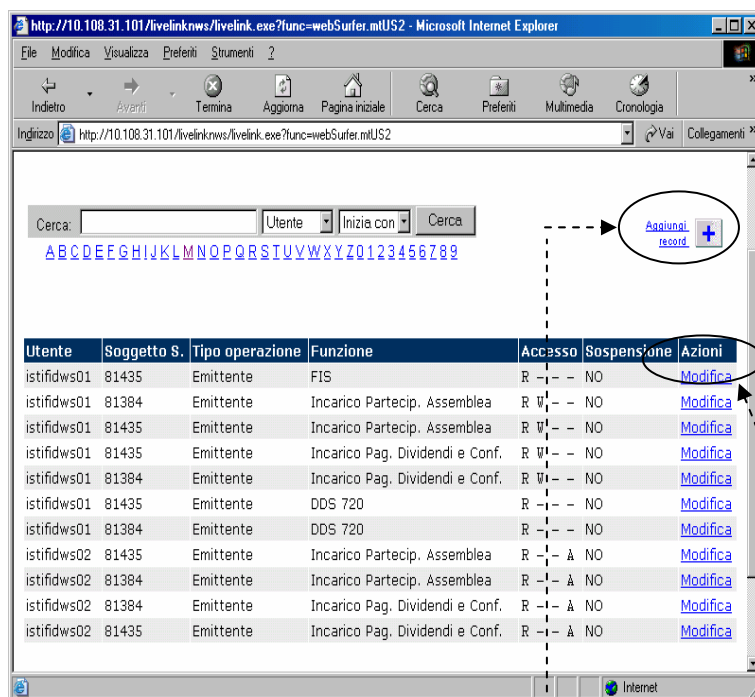 http://10.108.31.101/livelinknws/livelink.exe?func=webSurfer.mtUS2 - Microsoft Internet Explorer
File Modifica Visualizza Preferiti Strumenti ?
Indietro Avanti Termina Aggiorna Pagina iniziale Cerca Preferiti Multimedia Cronologia »
Indirizzo http://10.108.31.101/livelinknws/livelink.exe?func=webSurfer.mtUS2 Vai Collegamenti »
Cerca: Utente Inizia con Cerca
Aggiungi
record +
A B C D E F G H I J K L M N O P Q R S T U V W X Y Z 0 1 2 3 4 5 6 7 8 9
Utente Soggetto S. Tipo operazione Funzione Accesso Sospensione Azioni
istifidws01 81435 Emittente FIS R - - - NO Modifica
istifidws01 81384 Emittente Incarico Partecip. Assemblea R W - - NO Modifica
istifidws01 81435 Emittente Incarico Partecip. Assemblea R W - - NO Modifica
istifidws01 81435 Emittente Incarico Pag. Dividendi e Conf. R W - - NO Modifica
istifidws01 81384 Emittente Incarico Pag. Dividendi e Conf. R W - - NO Modifica
istifidws01 81435 Emittente DDS 720 R - - - NO Modifica
istifidws01 81384 Emittente DDS 720 R - - - NO Modifica
istifidws02 81435 Emittente Incarico Partecip. Assemblea R - - A NO Modifica
istifidws02 81384 Emittente Incarico Partecip. Assemblea R - - A NO Modifica
istifidws02 81384 Emittente Incarico Pag. Dividendi e Conf. R - - A NO Modifica
istifidws02 81435 Emittente Incarico Pag. Dividendi e Conf. R - - A NO Modifica
Internet